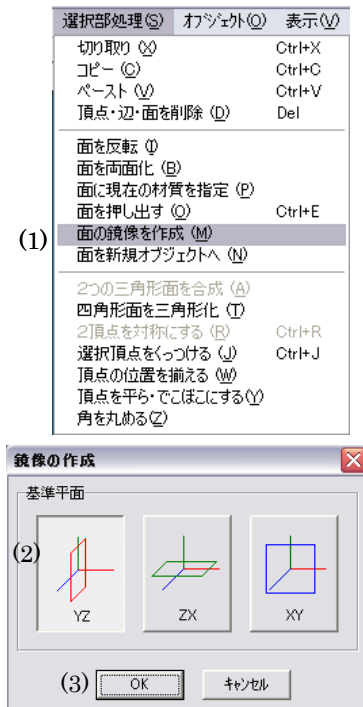 選択部処理(S) オブジェクト(O) 表示(V)
切り取り (X) Ctrl+X
コピー (C) Ctrl+C
ペースト (V) Ctrl+V
頂点・辺・面を削除 (D) Del
面を反転 (I)
面を両面化 (B)
面に現在の材質を指定 (P)
面を押し出す (O) Ctrl+E
(1) 面の鏡像を作成 (M)
面を新規オブジェクトへ (N)
2つの三角形面を合成 (A)
四角形面を三角形化 (T)
2頂点を対称にする (R) Ctrl+R
選択頂点をくっつける (J) Ctrl+J
頂点の位置を揃える (W)
頂点を平ら・でこぼこにする(Y)
角を丸める(Z)
鏡像の作成
基準平面
(2)
YZ ZX XY
(3) OK キャンセル